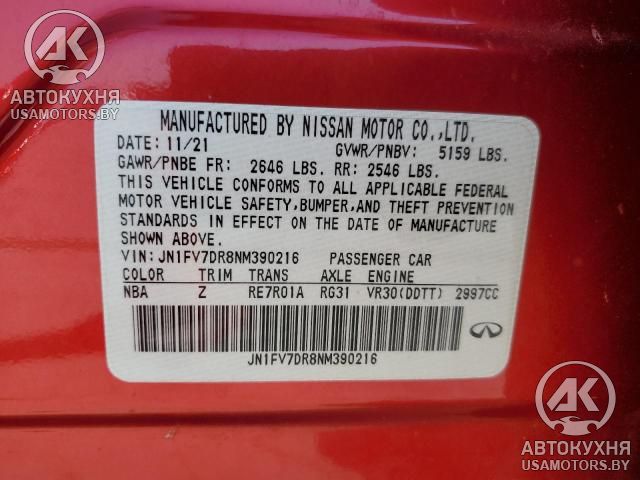 АК
АВТОКУХНЯ
USAMOTORS.BY
MANUFACTURED BY NISSAN MOTOR CO.,LTD.
DATE: 11/21 GVWR/PNBV: 5159 LBS.
GAWR/PNBE FR: 2646 LBS. RR: 2546 LBS.
THIS VEHICLE CONFORMS TO ALL APPLICABLE FEDERAL
MOTOR VEHICLE SAFETY,BUMPER,AND THEFT PREVENTION
STANDARDS IN EFFECT ON THE DATE OF MANUFACTURE
SHOWN ABOVE.
VIN:JN1FV7DR8NM390216 PASSENGER CAR
COLOR TRIM TRANS AXLE ENGINE
NBA Z RE7R01A RG31 VR30(DDTT) 2997CC
JN1FV7DR8NM390216
АК
АВТОКУХНЯ
USAMOTORS.BY